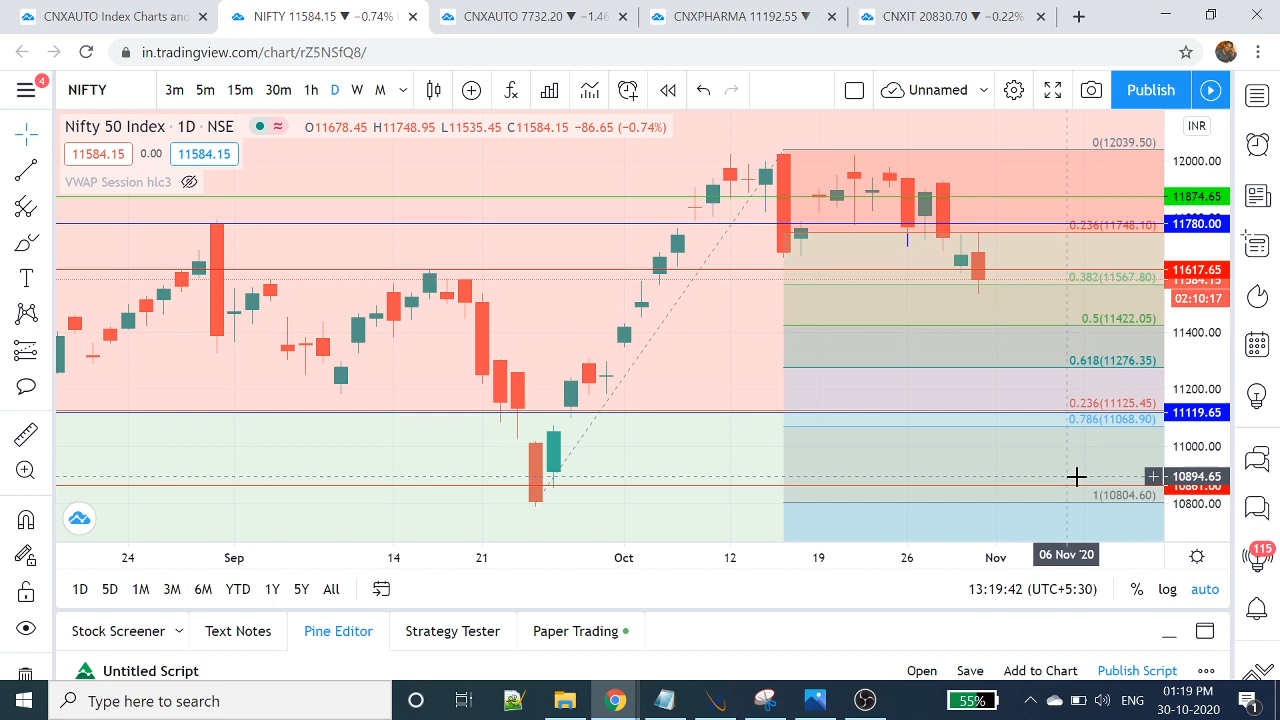 CNXAUTO Index Charts and
NIFTY 11584.15 ▼ −0.74%
CNXAUTO 7732.20 ▼ −1.46
CNXPHARMA 11192.55 ▼
CNXIT 20830.70 ▼ −0.22%
in.tradingview.com/chart/rZ5NSfQ8/
4
NIFTY
3m 5m 15m 30m 1h D W M
Unnamed
Publish
Nifty 50 Index · 1D · NSE
O11678.45 H11748.95 L11535.45 C11584.15 −86.65 (−0.74%)
INR
11584.15 0.00 11584.15
VWAP Session hlc3
0(12039.50)
12000.00
11874.65
11780.00
0.236(11748.10)
11617.65
0.382(11567.80)
11584.15
02:10:17
0.5(11422.05)
11400.00
0.618(11276.35)
11200.00
0.236(11125.45)
11119.65
0.786(11068.90)
11000.00
10894.65
10861.00
1(10804.60)
10800.00
24 Sep 14 21 Oct 12 19 26 Nov 06 Nov '20
115
1D 5D 1M 3M 6M YTD 1Y 5Y All
13:19:42 (UTC+5:30) % log auto
Stock Screener Text Notes Pine Editor Strategy Tester Paper Trading
Untitled Script
Open Save Add to Chart Publish Script
Type here to search
55%
ENG
01:19 PM
30-10-2020